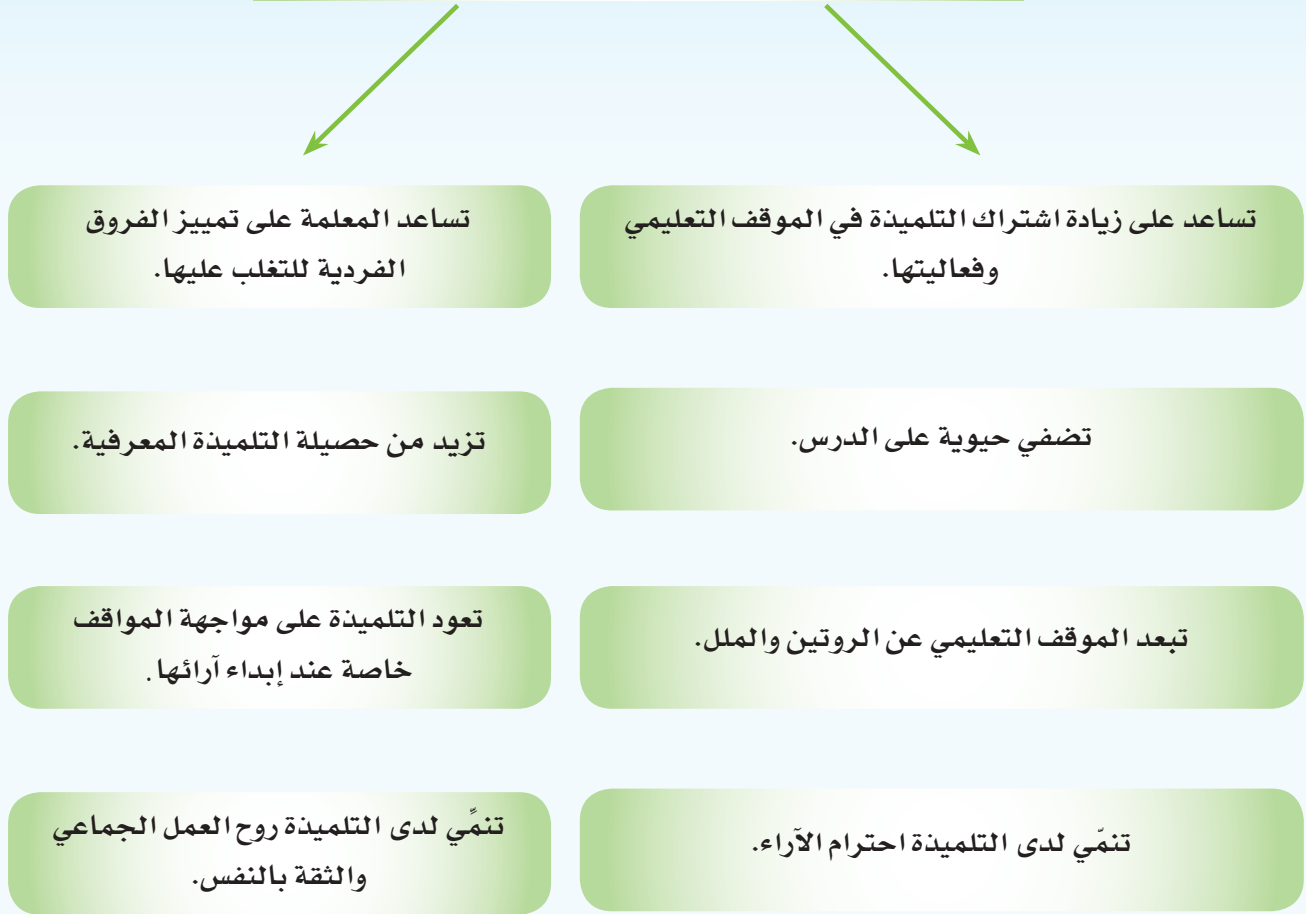 تساعد على زيادة اشتراك التلميذة في الموقف التعليمي
وفعاليتها.
تساعد المعلمة على تمييز الفروق
الفردية للتغلب عليها.
تضفي حيوية على الدرس.
تزيد من حصيلة التلميذة المعرفية.
تبعد الموقف التعليمي عن الروتين والملل.
تعود التلميذة على مواجهة المواقف
خاصة عند إبداء آرائها.
تنمّي لدى التلميذة احترام الآراء.
تنمِّي لدى التلميذة روح العمل الجماعي
والثقة بالنفس.